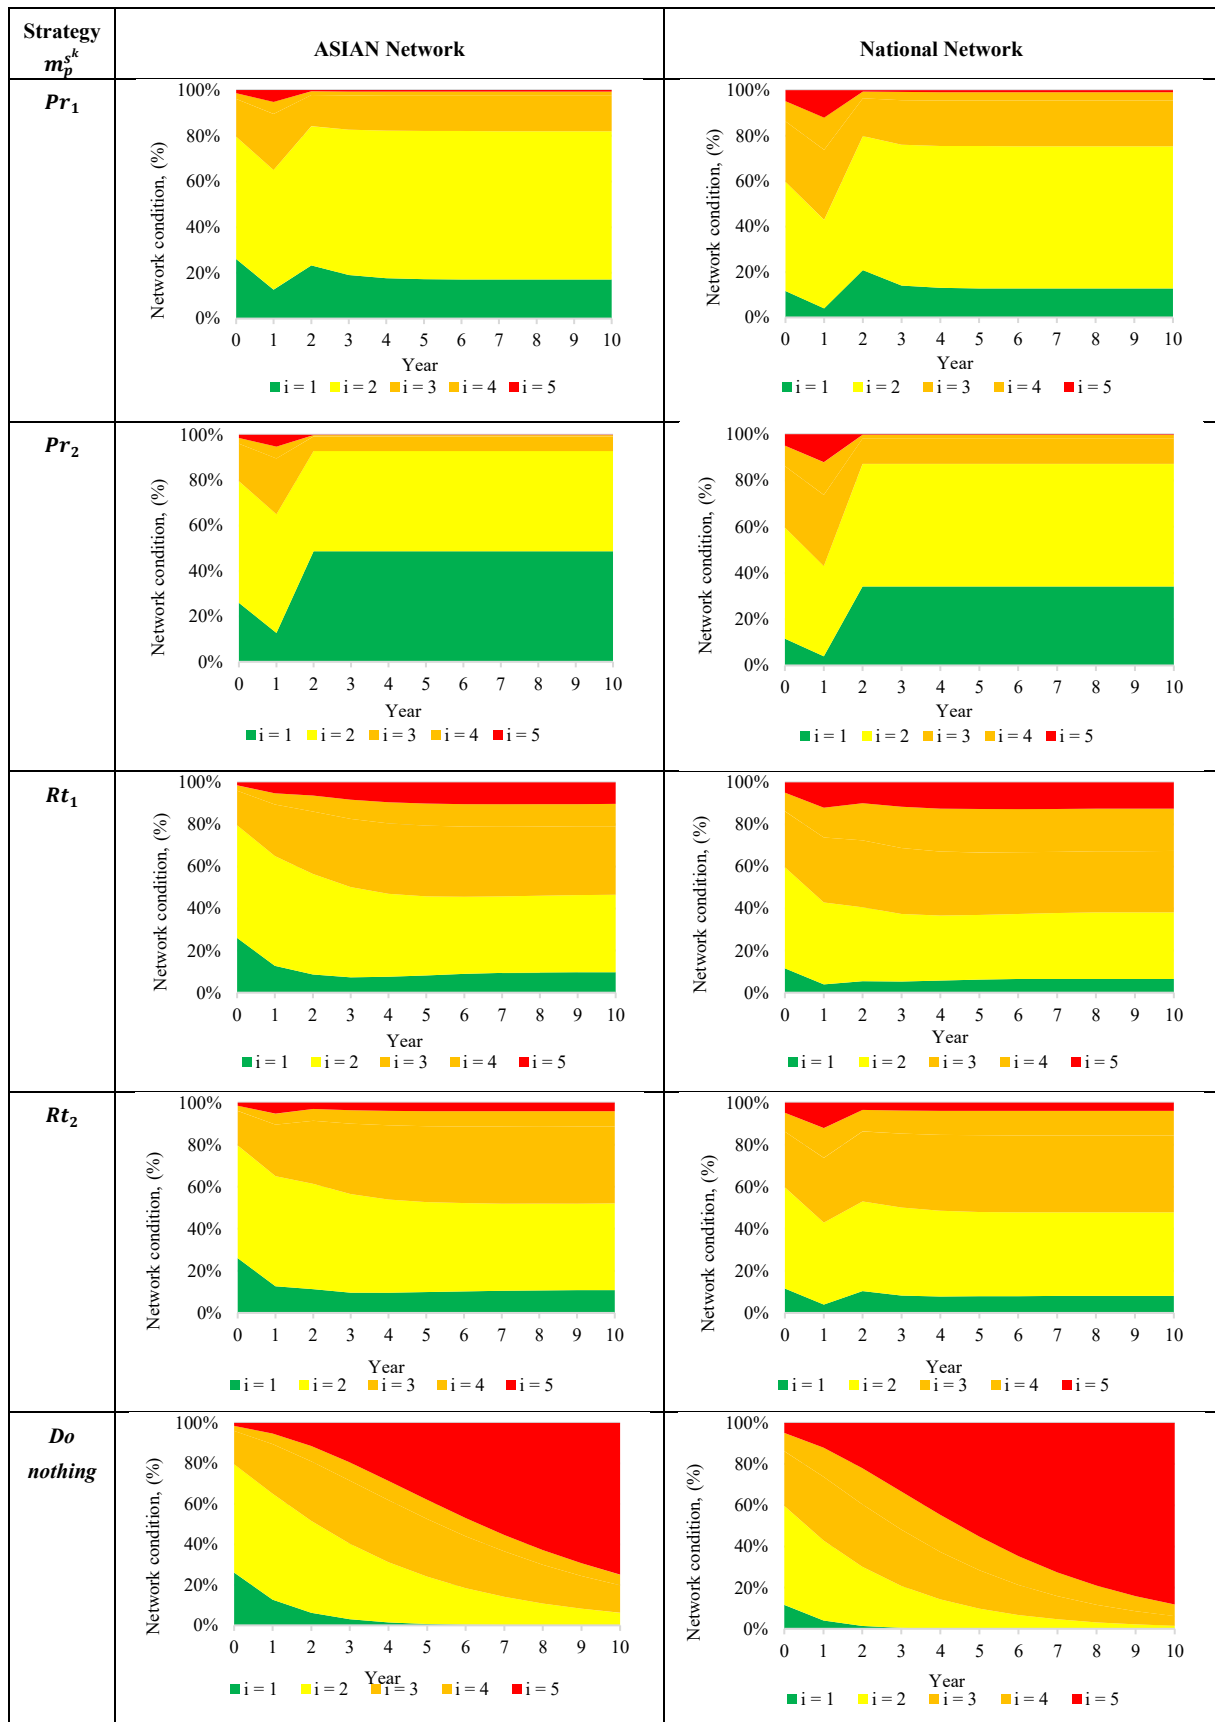 Strategy
m_p^{s^k}
ASIAN Network
National Network
Pr₁
Network condition, (%)
100%
80%
60%
40%
20%
0%
0 1 2 3 4 5 6 7 8 9 10
Year
i = 1 i = 2 i = 3 i = 4 i = 5
Network condition, (%)
100%
80%
60%
40%
20%
0%
0 1 2 3 4 5 6 7 8 9 10
Year
i = 1 i = 2 i = 3 i = 4 i = 5
Pr₂
Network condition, (%)
100%
80%
60%
40%
20%
0%
0 1 2 3 4 5 6 7 8 9 10
Year
i = 1 i = 2 i = 3 i = 4 i = 5
Network condition, (%)
100%
80%
60%
40%
20%
0%
0 1 2 3 4 5 6 7 8 9 10
Year
i = 1 i = 2 i = 3 i = 4 i = 5
Rt₁
Network condition, (%)
100%
80%
60%
40%
20%
0%
0 1 2 3 4 5 6 7 8 9 10
Year
i = 1 i = 2 i = 3 i = 4 i = 5
Network condition, (%)
100%
80%
60%
40%
20%
0%
0 1 2 3 4 5 6 7 8 9 10
Year
i = 1 i = 2 i = 3 i = 4 i = 5
Rt₂
Network condition, (%)
100%
80%
60%
40%
20%
0%
0 1 2 3 4 5 6 7 8 9 10
Year
i = 1 i = 2 i = 3 i = 4 i = 5
Network condition, (%)
100%
80%
60%
40%
20%
0%
0 1 2 3 4 5 6 7 8 9 10
Year
i = 1 i = 2 i = 3 i = 4 i = 5
Do
nothing
Network condition, (%)
100%
80%
60%
40%
20%
0%
0 1 2 3 4 5 6 7 8 9 10
Year
i = 1 i = 2 i = 3 i = 4 i = 5
Network condition, (%)
100%
80%
60%
40%
20%
0%
0 1 2 3 4 5 6 7 8 9 10
Year
i = 1 i = 2 i = 3 i = 4 i = 5